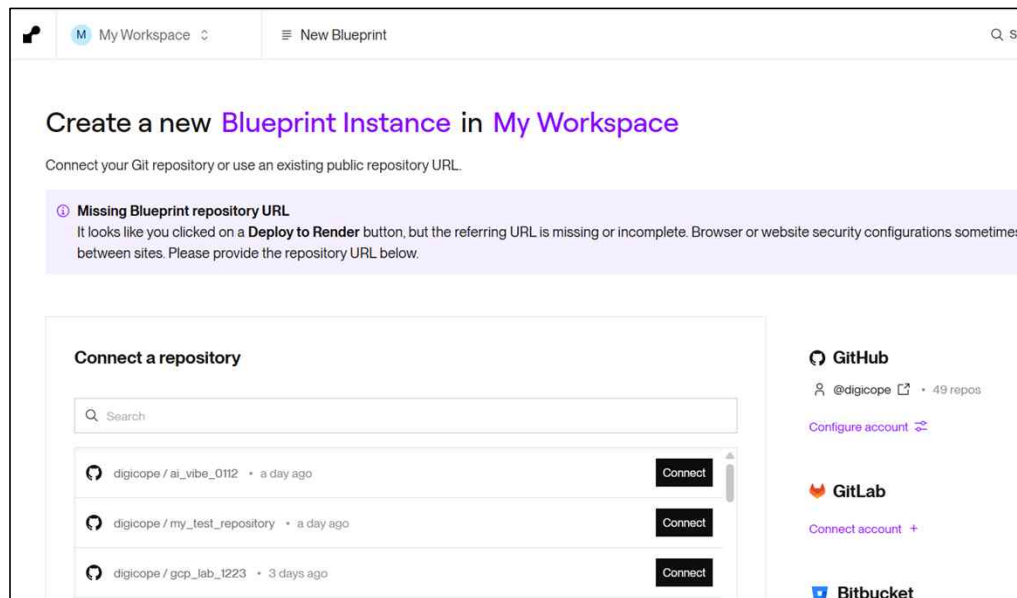 M My Workspace
New Blueprint
S
Create a new Blueprint Instance in My Workspace
Connect your Git repository or use an existing public repository URL.
Missing Blueprint repository URL
It looks like you clicked on a Deploy to Render button, but the referring URL is missing or incomplete. Browser or website security configurations sometimes
between sites. Please provide the repository URL below.
Connect a repository
Search
digicope / ai_vibe_0112 • a day ago Connect
digicope / my_test_repository • a day ago Connect
digicope / gcp_lab_1223 • 3 days ago Connect
GitHub
@digicope • 49 repos
Configure account
GitLab
Connect account +
Bitbucket